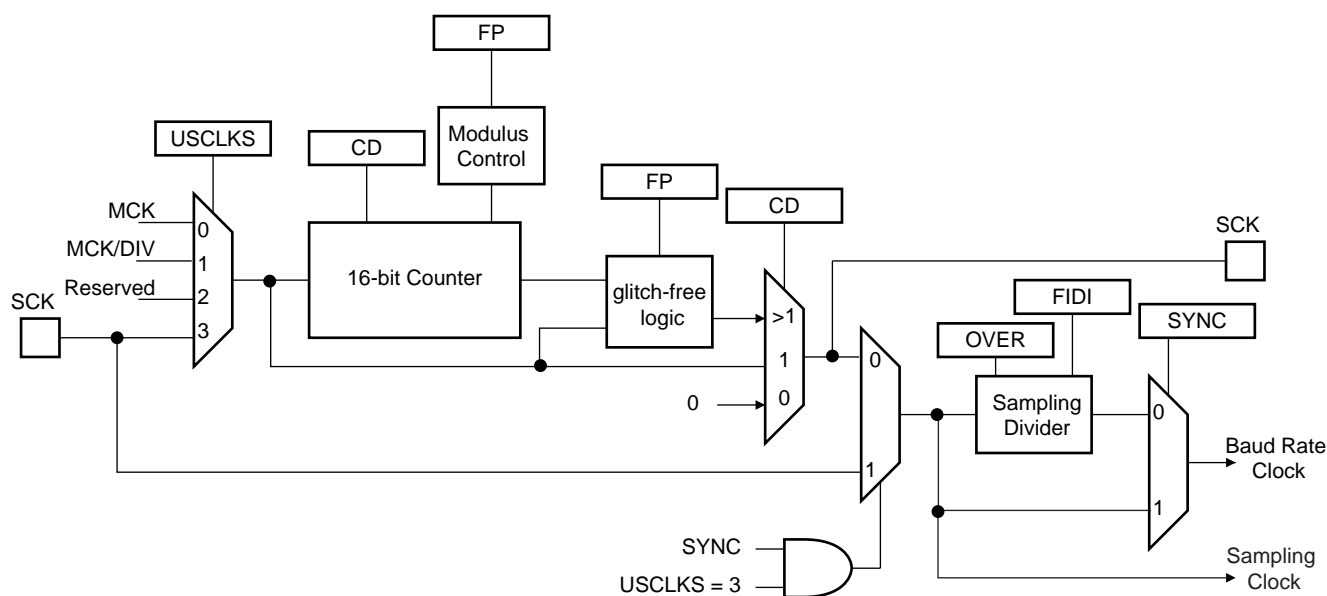 FP
USCLKS
CD
Modulus
Control
FP
CD
MCK
0
MCK/DIV
1
Reserved
2
SCK
3
16-bit Counter
glitch-free
logic
>1
1
0
0
SCK
FIDI
OVER
SYNC
0
1
Sampling
Divider
0
1
Baud Rate
Clock
SYNC
USCLKS = 3
Sampling
Clock